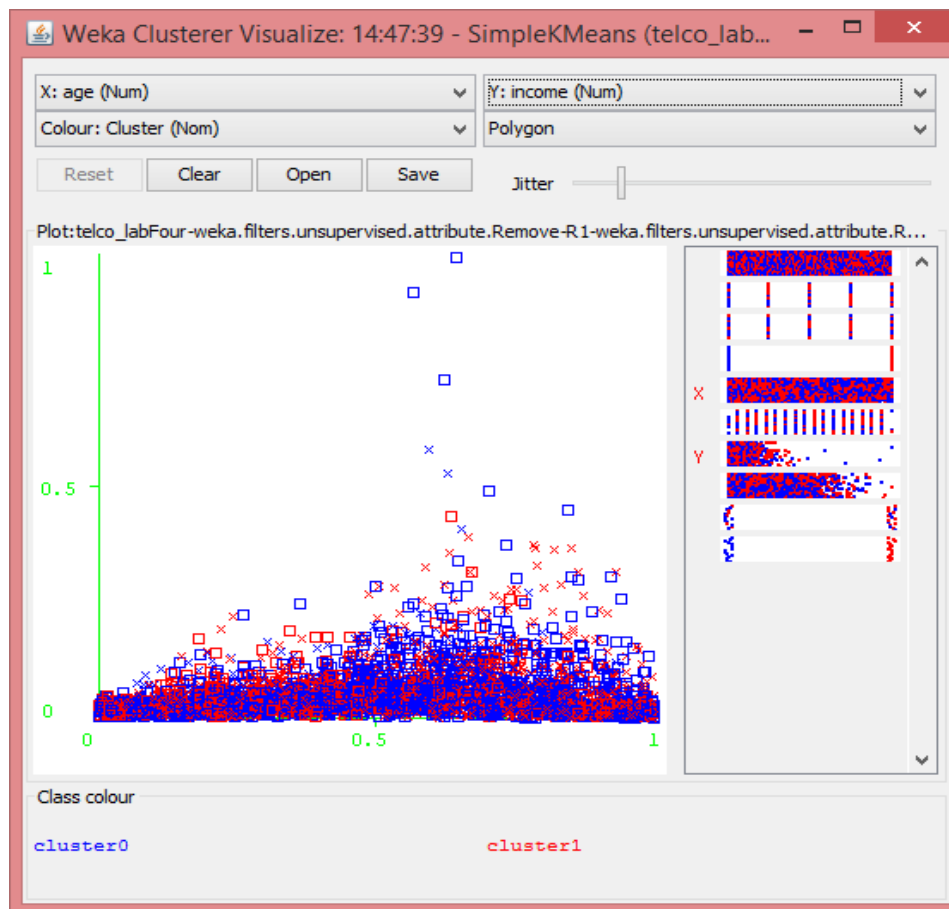 Weka Clusterer Visualize: 14:47:39 - SimpleKMeans (telco_lab...
X: age (Num)
Y: income (Num)
Colour: Cluster (Nom)
Polygon
Reset
Clear
Open
Save
Jitter
Plot:telco_labFour-weka.filters.unsupervised.attribute.Remove-R1-weka.filters.unsupervised.attribute.R...
1
0.5
0
0
0.5
1
X
Y
Class colour
cluster0
cluster1